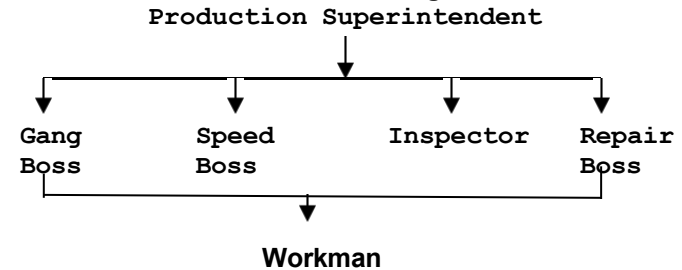 Production Superintendent
Gang Boss
Speed Boss
Inspector
Repair Boss
Workman